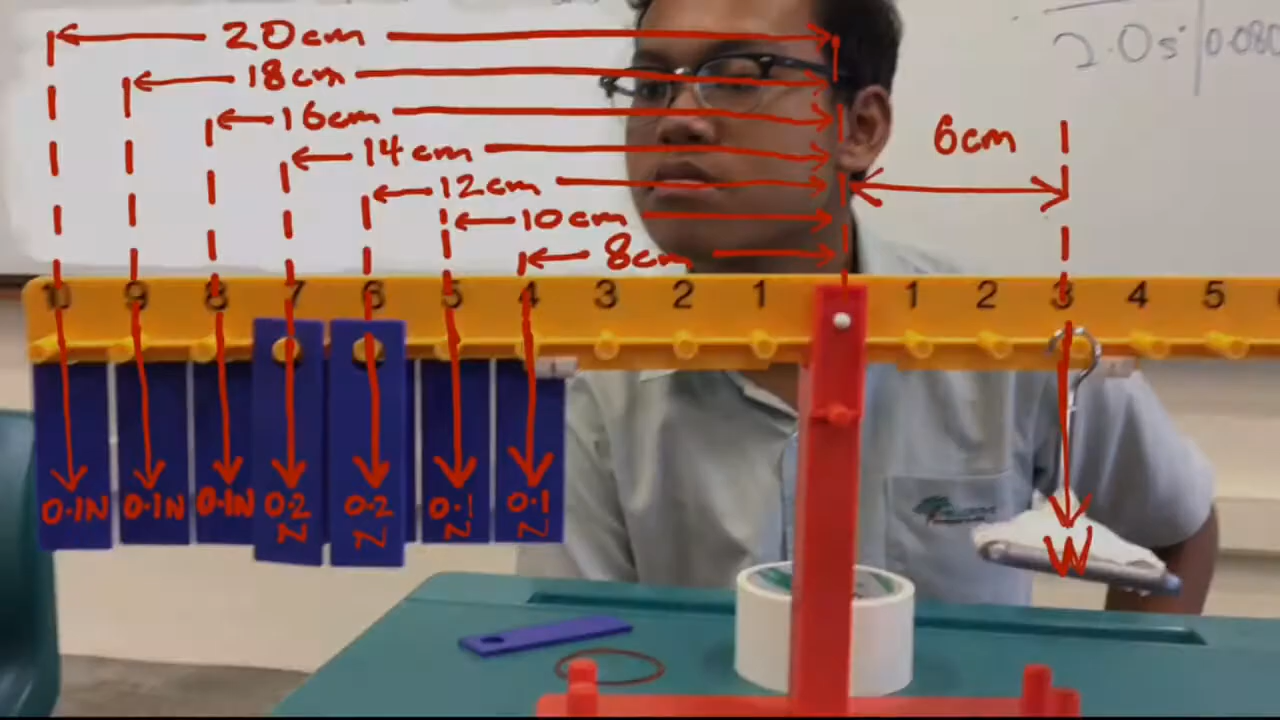 20cm
2.0s 0.080
18cm
16cm
6cm
14cm
12cm
10cm
8cm
10 9 8 7 6 5 4 3 2 1 1 2 3 4 5
0.1N 0.1N 0.1N 0.2 N 0.2 N 0.1 N 0.1 N
W